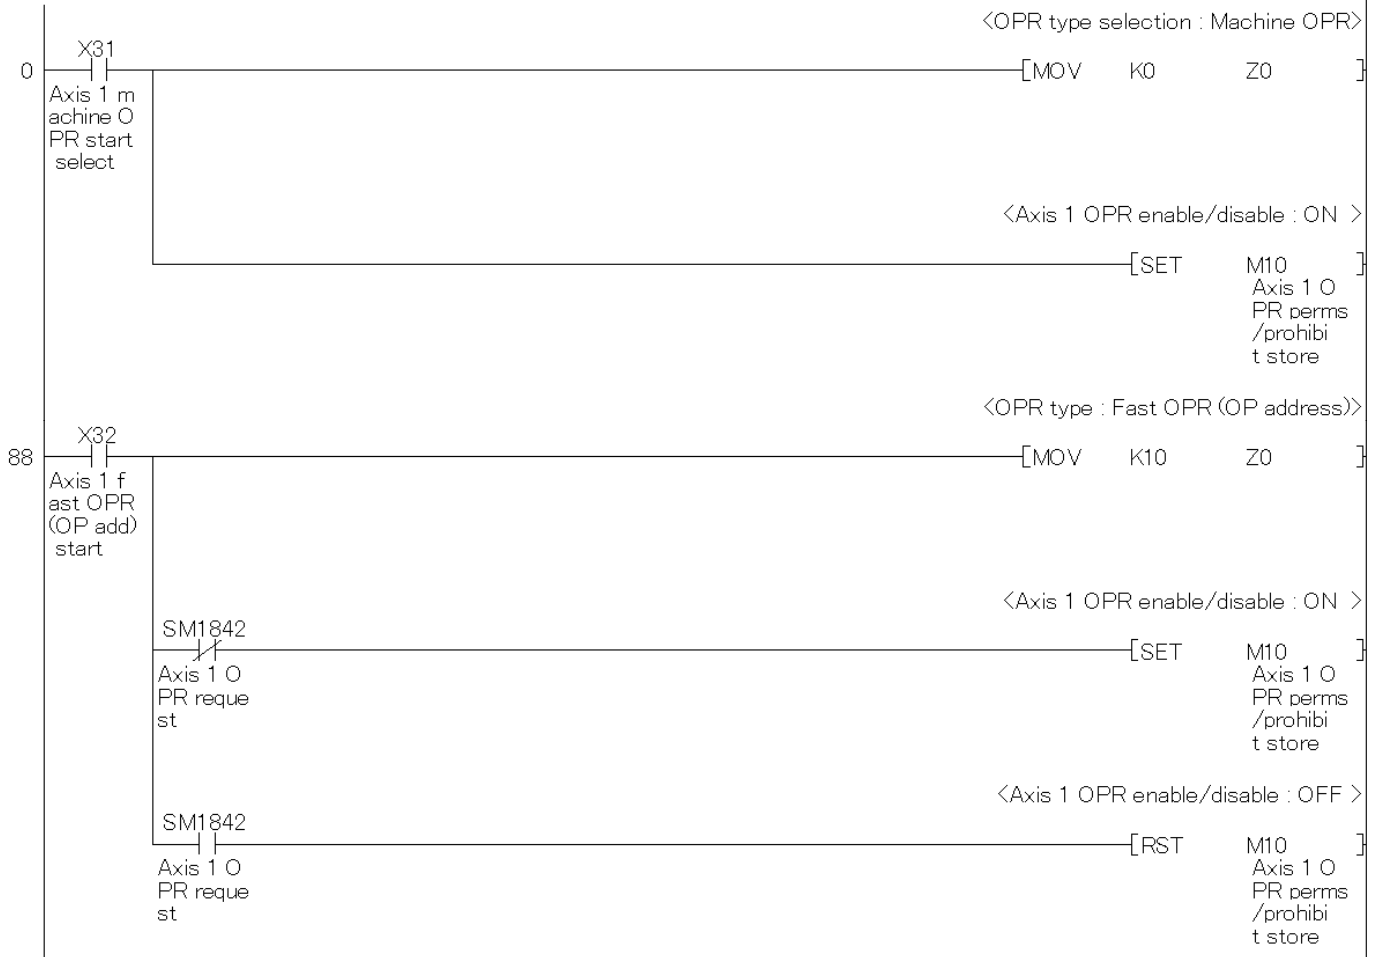 <OPR type selection : Machine OPR>
X31
0 [MOV K0 Z0 ]
Axis 1 m
achine O
PR start
select
<Axis 1 OPR enable/disable : ON >
[SET M10 ]
Axis 1 O
PR perms
/prohibi
t store
<OPR type : Fast OPR (OP address)>
X32
88 [MOV K10 Z0 ]
Axis 1 f
ast OPR
(OP add)
start
<Axis 1 OPR enable/disable : ON >
SM1842
[SET M10 ]
Axis 1 O
PR reque
st
Axis 1 O
PR perms
/prohibi
t store
<Axis 1 OPR enable/disable : OFF >
SM1842
[RST M10 ]
Axis 1 O
PR reque
st
Axis 1 O
PR perms
/prohibi
t store